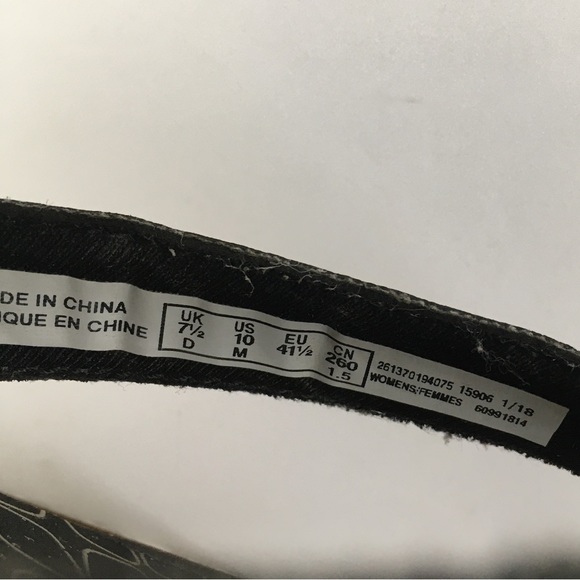 DE IN CHINA
IQUE EN CHINE
UK
7½
D
US
10
M
EU
41½
CN
260
1.5
261370194075 15906 1/18
WOMENS/FEMMES 60991814